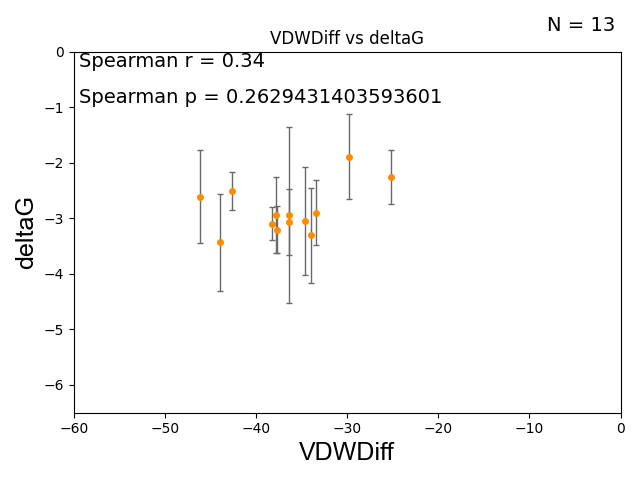 N = 13
VDWDiff vs deltaG
Spearman r = 0.34
Spearman p = 0.2629431403593601
0
−1
−2
−3
−4
−5
−6
deltaG
−60
−50
−40
−30
−20
−10
0
VDWDiff